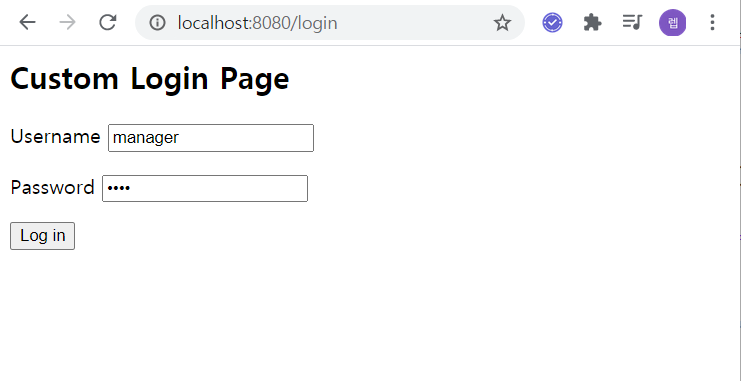 localhost:8080/login
렙
Custom Login Page
Username manager
Password ••••
Log in